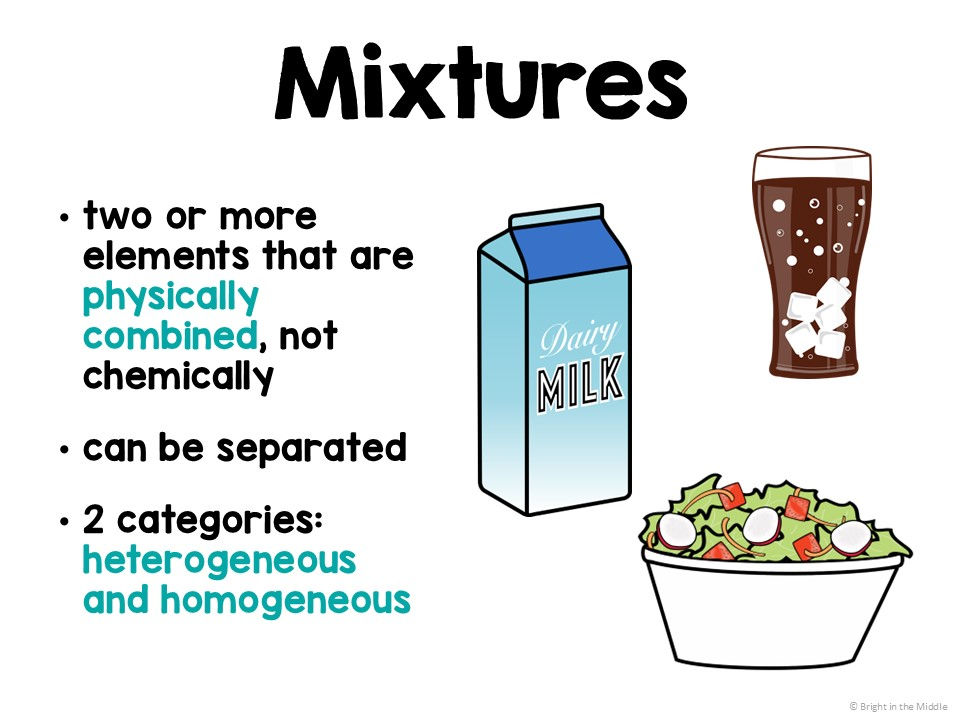 Mixtures
• two or more
elements that are
physically
combined, not
chemically
• can be separated
• 2 categories:
heterogeneous
and homogeneous
Dairy
MILK
© Bright in the Middle